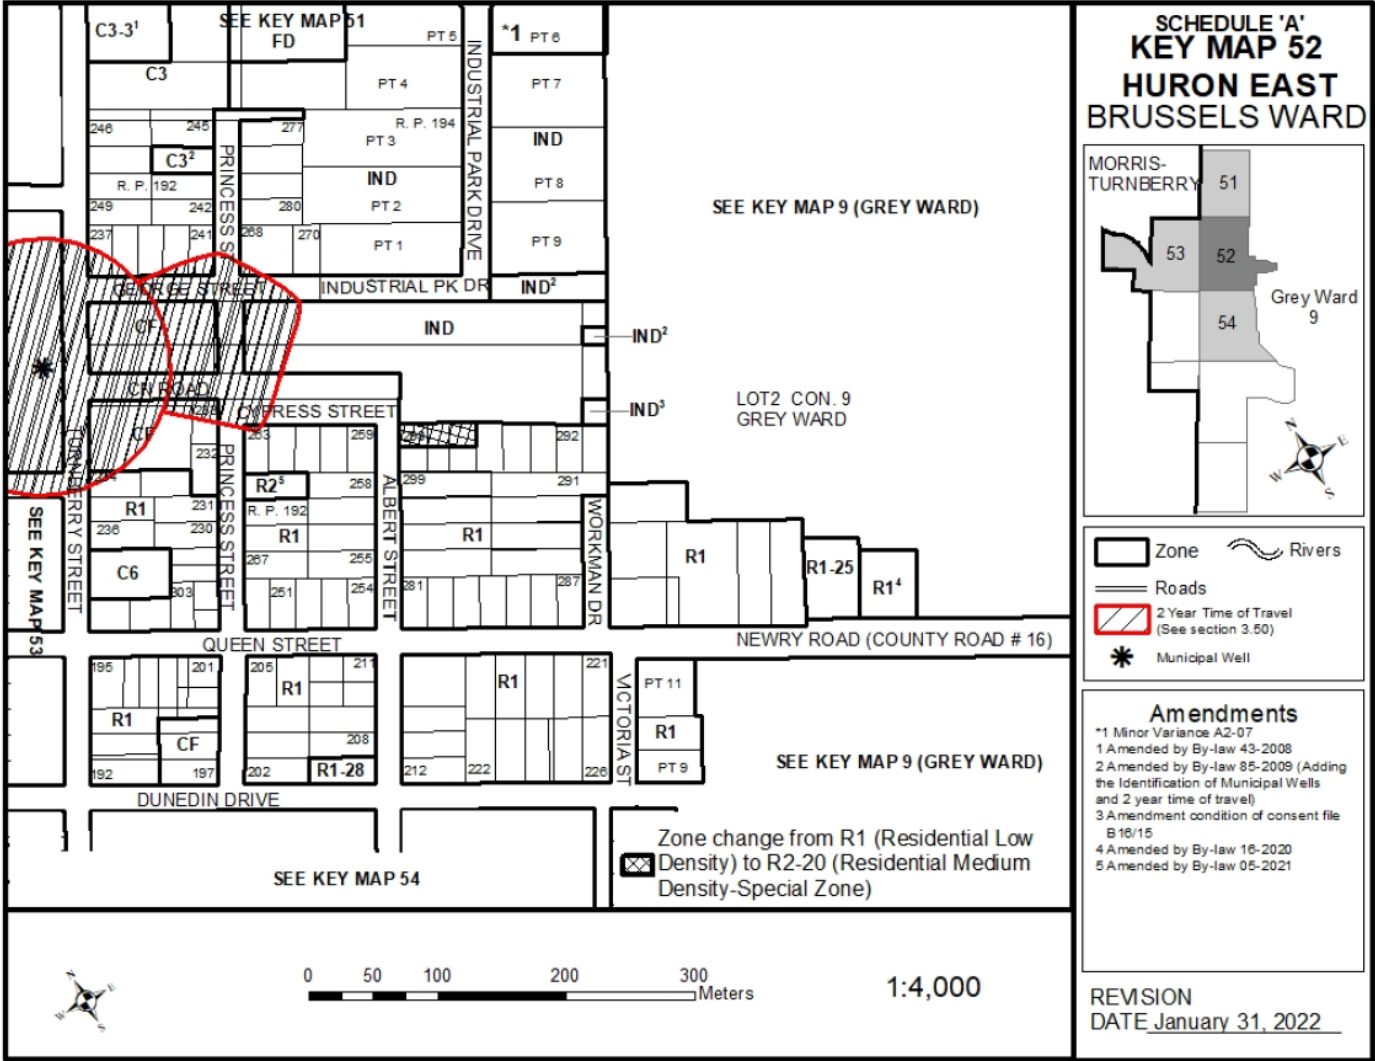 SCHEDULE 'A'
KEY MAP 52
HURON EAST
BRUSSELS WARD
MORRIS-
TURNBERRY
51
53
52
54
Grey Ward
9
N
E
W
S
Zone
Rivers
Roads
2 Year Time of Travel
(See section 3.50)
Municipal Well
Amendments
*1 Minor Variance A2-07
1 Amended by By-law 43-2008
2 Amended by By-law 85-2009 (Adding
the Identification of Municipal Wells
and 2 year time of travel)
3 Amendment condition of consent file
B16/15
4 Amended by By-law 16-2020
5 Amended by By-law 05-2021
REVISION
DATE January 31, 2022
C3-3¹
SEE KEY MAP 51
FD
PT 5
*1 PT 6
C3
PT 4
PT 7
INDUSTRIAL PARK DRIVE
246
245
277
R. P. 194
PT 3
IND
C3²
PRINCESS S
R. P. 192
IND
PT 8
249
242
280
PT 2
SEE KEY MAP 9 (GREY WARD)
237
241
268
270
PT 1
PT 9
GEORGE STREET
INDUSTRIAL PK DR
IND²
CF
IND
IND²
CN ROAD
238
CYPRESS STREET
IND³
LOT2 CON. 9
GREY WARD
CF
263
259
292
TURNBERRY STREET
232
PRINCESS STREET
R2⁵
258
ALBERT STREET
299
291
R1
231
R. P. 192
236
230
R1
R1
WORKMAN DR
R1
SEE KEY MAP 53
C6
267
255
R1-25
R1⁴
303
251
254
281
287
QUEEN STREET
NEWRY ROAD (COUNTY ROAD # 16)
195
201
205
211
221
R1
R1
VICTORIA ST
PT 11
R1
CF
208
R1
192
197
202
R1-28
212
222
226
PT 9
SEE KEY MAP 9 (GREY WARD)
DUNEDIN DRIVE
SEE KEY MAP 54
Zone change from R1 (Residential Low
Density) to R2-20 (Residential Medium
Density-Special Zone)
N
E
W
S
0
50
100
200
300
Meters
1:4,000